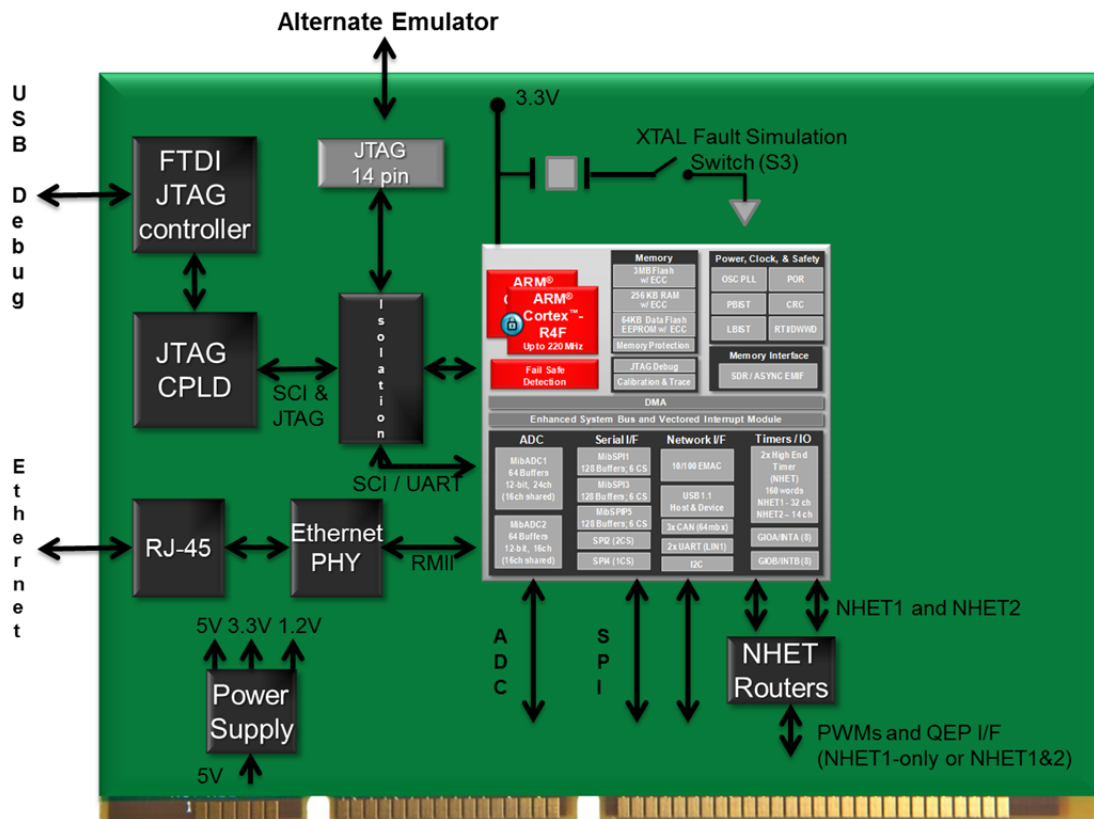 Alternate Emulator
USB Debug
3.3V
XTAL Fault Simulation
Switch (S3)
FTDI
JTAG
controller
JTAG
14 pin
Isolation
JTAG
CPLD
SCI &
JTAG
SCI / UART
ARM®
ARM®
Cortex™-
R4F
Up to 220 MHz
Fail Safe
Detection
Memory
3MB Flash
w/ ECC
256 KB RAM
w/ ECC
64KB Data Flash
EEPROM w/ ECC
Memory Protection
JTAG Debug
Calibration & Trace
Power, Clock, & Safety
OSC PLL
POR
PBIST
CRC
LBIST
RTI/DWWD
Memory Interface
SDR / ASYNC EMIF
DMA
Enhanced System Bus and Vectored Interrupt Module
ADC
MibADC1
64 Buffers
12-bit, 24ch
(16ch shared)
MibADC2
64 Buffers
12-bit, 16ch
(16ch shared)
Serial I/F
MibSPI1
128 Buffers; 6 CS
MibSPI3
128 Buffers; 6 CS
MibSPIP5
128 Buffers; 6 CS
SPI2 (2CS)
SPI4 (1CS)
Network I/F
10/100 EMAC
USB 1.1
Host & Device
3x CAN (64mbx)
2x UART (LIN1)
I2C
Timers / IO
2x High End
Timer
(NHET)
160 words
NHET1 - 32 ch
NHET2 – 14 ch
GIOA/INTA (8)
GIOB/INTB (8)
Ethernet
RJ-45
Ethernet
PHY
RMII
5V 3.3V 1.2V
Power
Supply
5V
ADC
SPI
NHET1 and NHET2
NHET
Routers
PWMs and QEP I/F
(NHET1-only or NHET1&2)